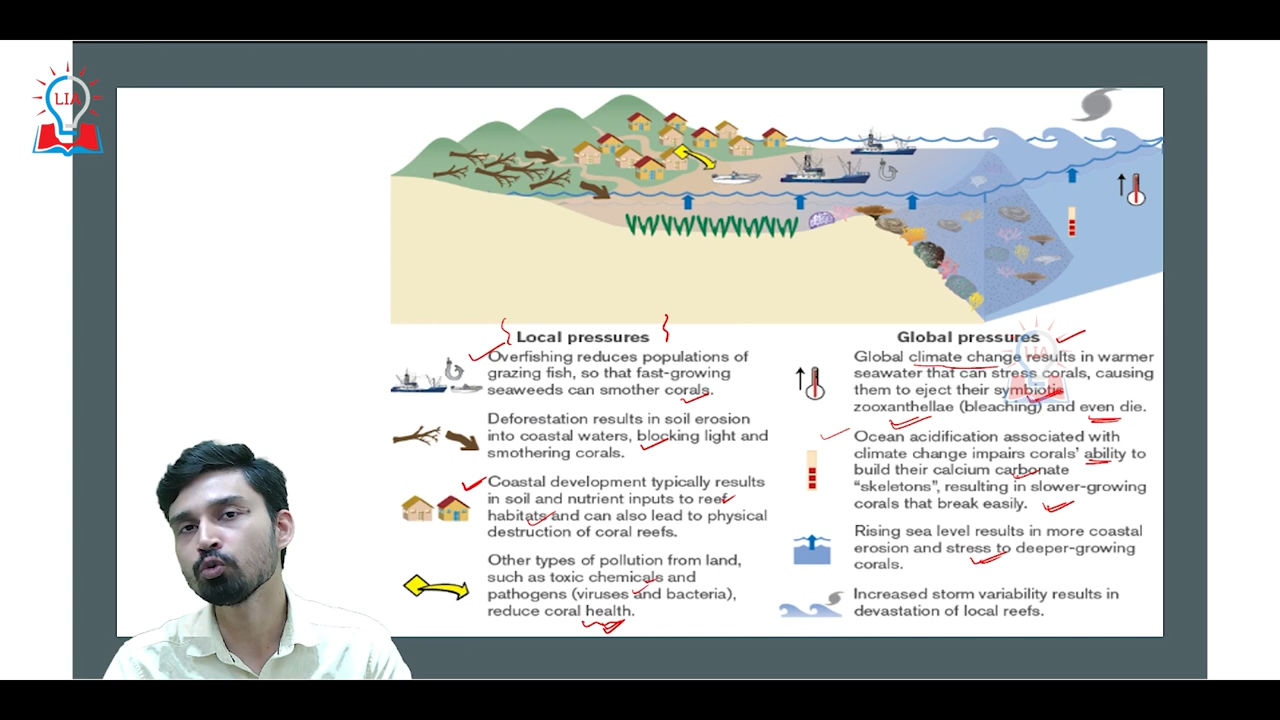 LIA
Local pressures
Overfishing reduces populations of
grazing fish, so that fast-growing
seaweeds can smother corals.
Deforestation results in soil erosion
into coastal waters, blocking light and
smothering corals.
Coastal development typically results
in soil and nutrient inputs to reef
habitats and can also lead to physical
destruction of coral reefs.
Other types of pollution from land,
such as toxic chemicals and
pathogens (viruses and bacteria),
reduce coral health.
Global pressures
LIA
Global climate change results in warmer
seawater that can stress corals, causing
them to eject their symbiotic
zooxanthellae (bleaching) and even die.
Ocean acidification associated with
climate change impairs corals' ability to
build their calcium carbonate
"skeletons", resulting in slower-growing
corals that break easily.
Rising sea level results in more coastal
erosion and stress to deeper-growing
corals.
Increased storm variability results in
devastation of local reefs.